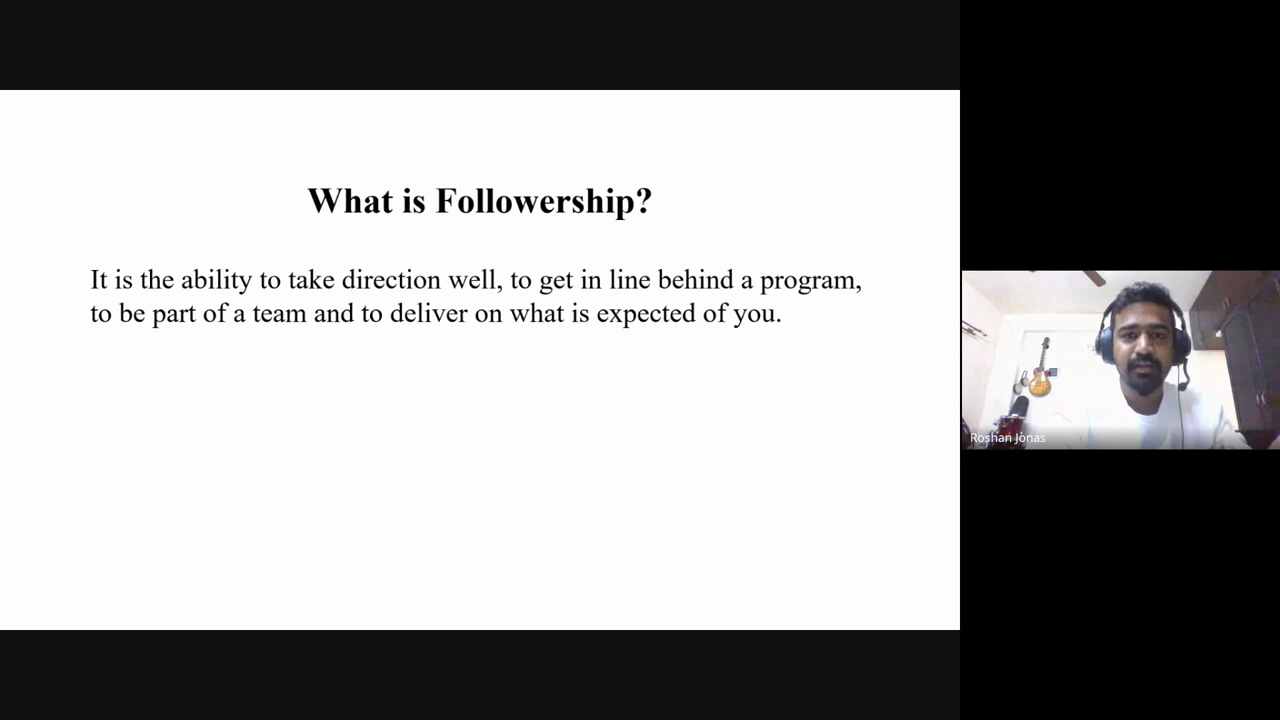 What is Followership?
It is the ability to take direction well, to get in line behind a program,
to be part of a team and to deliver on what is expected of you.
Roshan Jonas